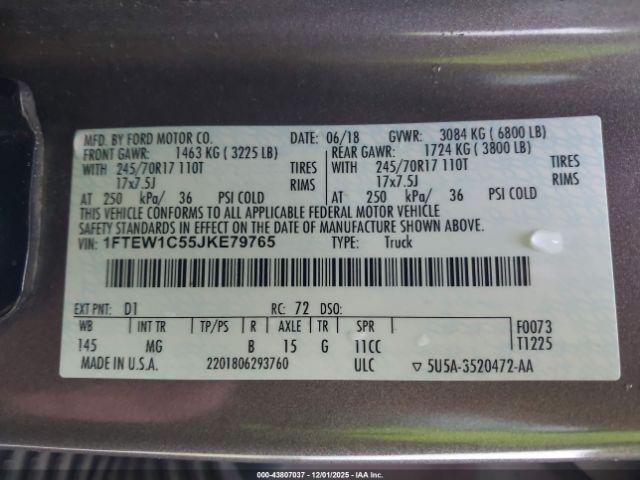 MFD. BY FORD MOTOR CO. DATE: 06/18 GVWR: 3084 KG ( 6800 LB)
FRONT GAWR: 1463 KG ( 3225 LB) REAR GAWR: 1724 KG ( 3800 LB)
WITH 245/70R17 110T TIRES WITH 245/70R17 110T TIRES
17x7.5J RIMS 17x7.5J RIMS
AT 250 kPa/ 36 PSI COLD AT 250 kPa/ 36 PSI COLD
THIS VEHICLE CONFORMS TO ALL APPLICABLE FEDERAL MOTOR VEHICLE
SAFETY STANDARDS IN EFFECT ON THE DATE OF MANUFACTURE SHOWN ABOVE.
VIN: 1FTEW1C55JKE79765 TYPE: Truck
EXT PNT: D1 RC: 72 DSO:
WB INT TR TP/PS R AXLE TR SPR F0073
145 MG B 15 G 11CC T1225
MADE IN U.S.A. 2201806293760 ULC ▽ 5U5A-3520472-AA
000-43807037 - 12/01/2025 - IAAI.com